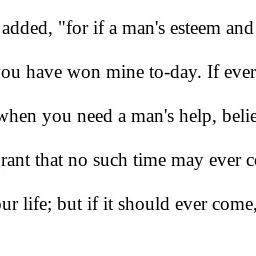 added, "for if a man's esteem and
ou have won mine to-day. If ever
when you need a man's help, belie
rant that no such time may ever c
ur life; but if it should ever come,